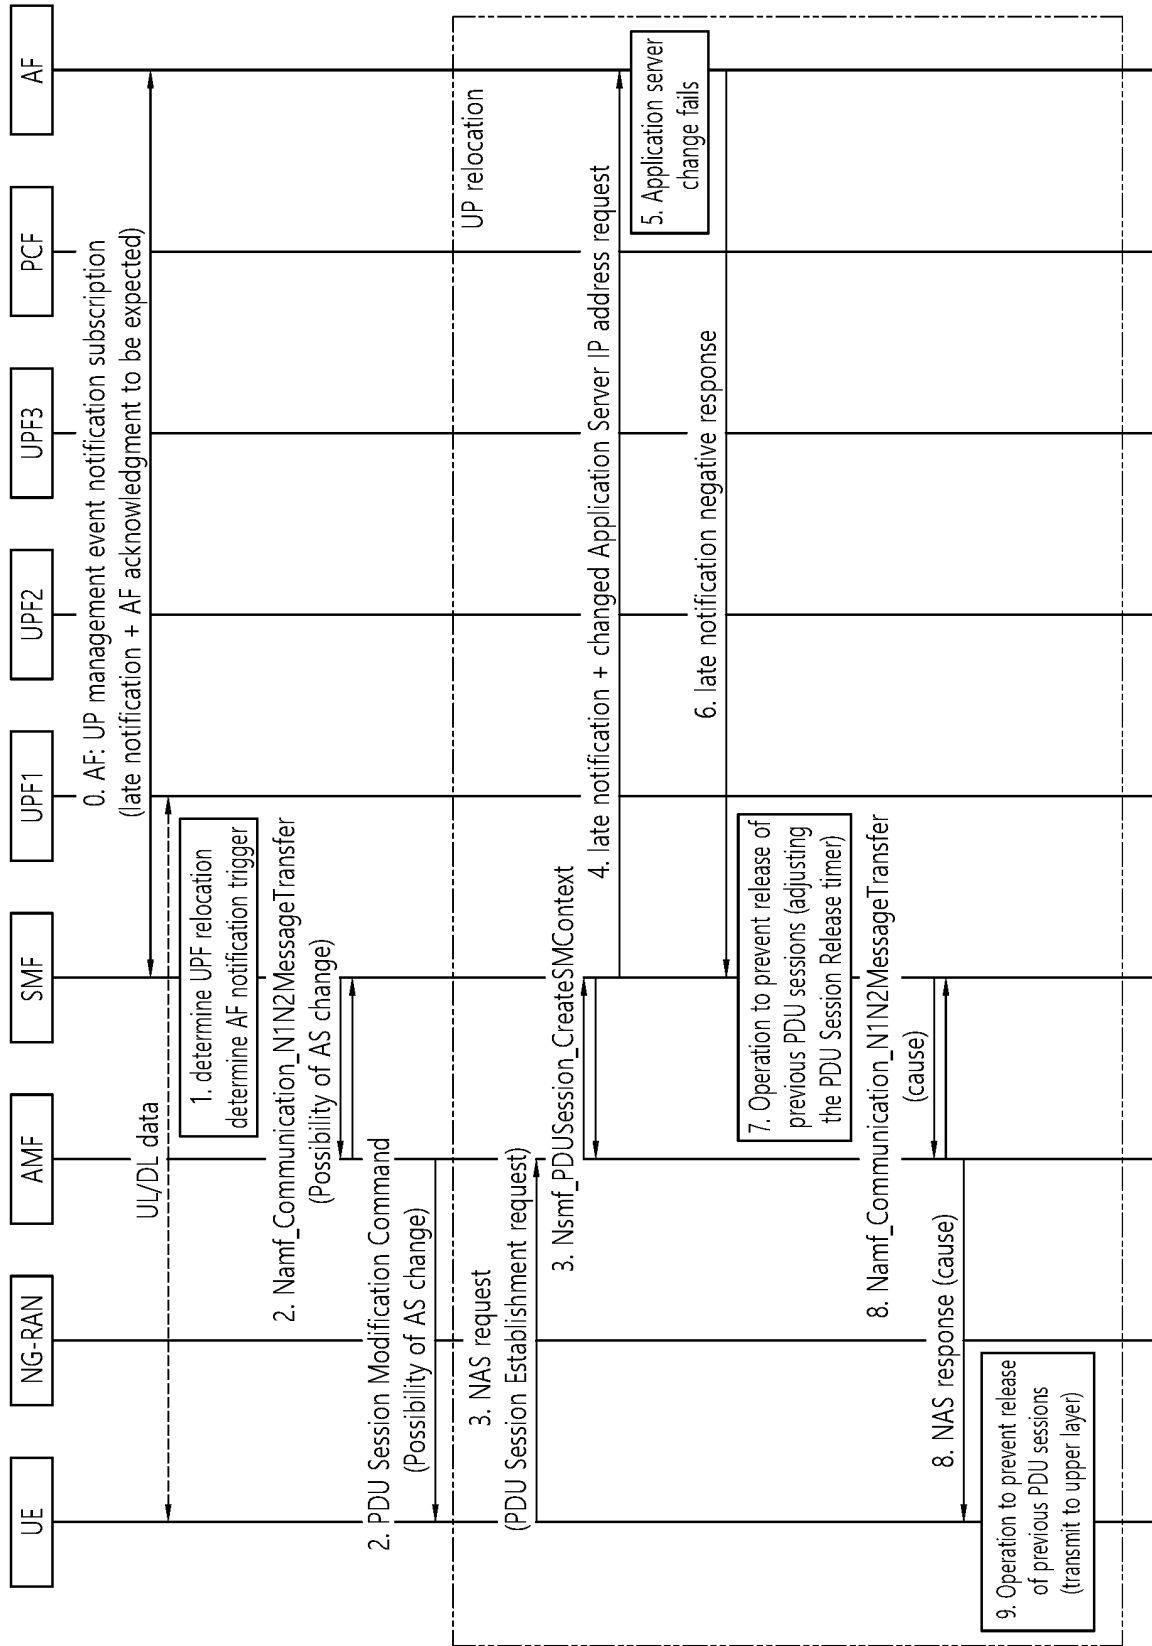 UE
NG-RAN
AMF
SMF
UPF1
UPF2
UPF3
PCF
AF
0. AF: UP management event notification subscription
(late notification + AF acknowledgment to be expected)
UL/DL data
1. determine UPF relocation
determine AF notification trigger
2. Namf_Communication_N1N2MessageTransfer
(Possibility of AS change)
2. PDU Session Modification Command
(Possibility of AS change)
UP relocation
3. NAS request
(PDU Session Establishment request)
3. Nsmf_PDUSession_CreateSMContext
4. late notification + changed Application Server IP address request
5. Application server
change fails
6. late notification negative response
7. Operation to prevent release of
previous PDU sessions (adjusting
the PDU Session Release timer)
8. Namf_Communication_N1N2MessageTransfer
(cause)
8. NAS response (cause)
9. Operation to prevent release
of previous PDU sessions
(transmit to upper layer)